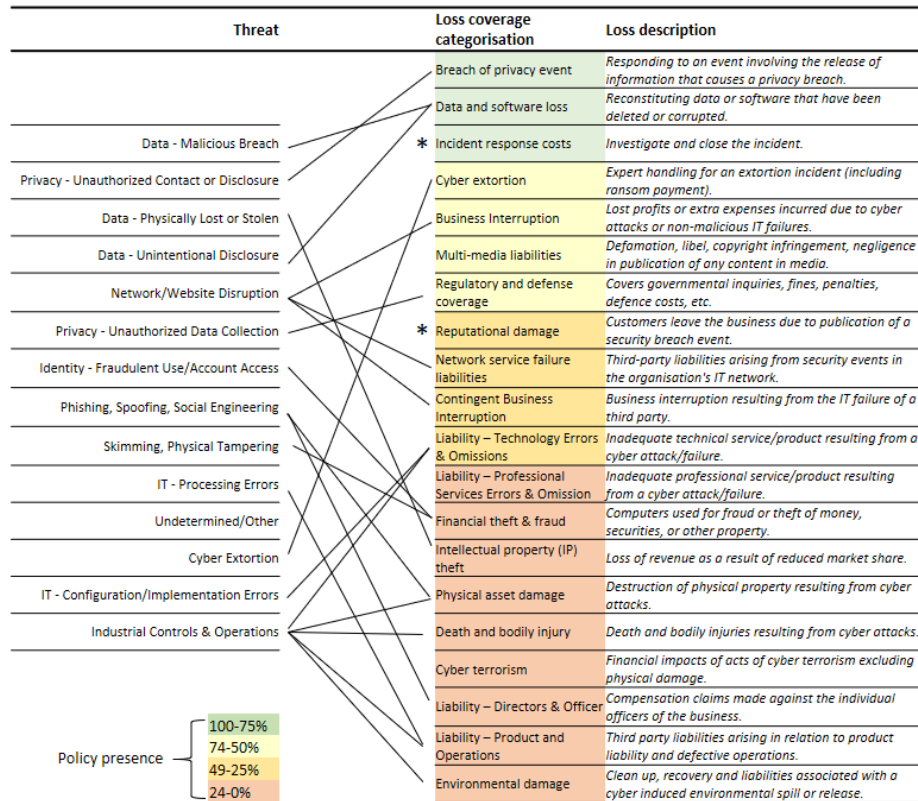 Threat
Loss coverage
categorisation
Loss description
Breach of privacy event
Responding to an event involving the release of
information that causes a privacy breach.
Data and software loss
Reconstituting data or software that have been
deleted or corrupted.
Data - Malicious Breach
* Incident response costs
Investigate and close the incident.
Privacy - Unauthorized Contact or Disclosure
Cyber extortion
Expert handling for an extortion incident (including
ransom payment).
Data - Physically Lost or Stolen
Business Interruption
Lost profits or extra expenses incurred due to cyber
attacks or non-malicious IT failures.
Data - Unintentional Disclosure
Multi-media liabilities
Defamation, libel, copyright infringement, negligence
in publication of any content in media.
Network/Website Disruption
Regulatory and defense
coverage
Covers governmental inquiries, fines, penalties,
defence costs, etc.
Privacy - Unauthorized Data Collection
* Reputational damage
Customers leave the business due to publication of a
security breach event.
Identity - Fraudulent Use/Account Access
Network service failure
liabilities
Third-party liabilities arising from security events in
the organisation's IT network.
Phishing, Spoofing, Social Engineering
Contingent Business
Interruption
Business interruption resulting from the IT failure of a
third party.
Skimming, Physical Tampering
Liability – Technology Errors
& Omissions
Inadequate technical service/product resulting from a
cyber attack/failure.
IT - Processing Errors
Liability – Professional
Services Errors & Omission
Inadequate professional service/product resulting
from a cyber attack/failure.
Undetermined/Other
Financial theft & fraud
Computers used for fraud or theft of money,
securities, or other property.
Cyber Extortion
Intellectual property (IP)
theft
Loss of revenue as a result of reduced market share.
IT - Configuration/Implementation Errors
Physical asset damage
Destruction of physical property resulting from cyber
attacks.
Industrial Controls & Operations
Death and bodily injury
Death and bodily injuries resulting from cyber attacks.
Cyber terrorism
Financial impacts of acts of cyber terrorism excluding
physical damage.
Liability – Directors & Officer
Compensation claims made against the individual
officers of the business.
Liability – Product and
Operations
Third party liabilities arising in relation to product
liability and defective operations.
Environmental damage
Clean up, recovery and liabilities associated with a
cyber induced environmental spill or release.
Policy presence
100-75%
74-50%
49-25%
24-0%